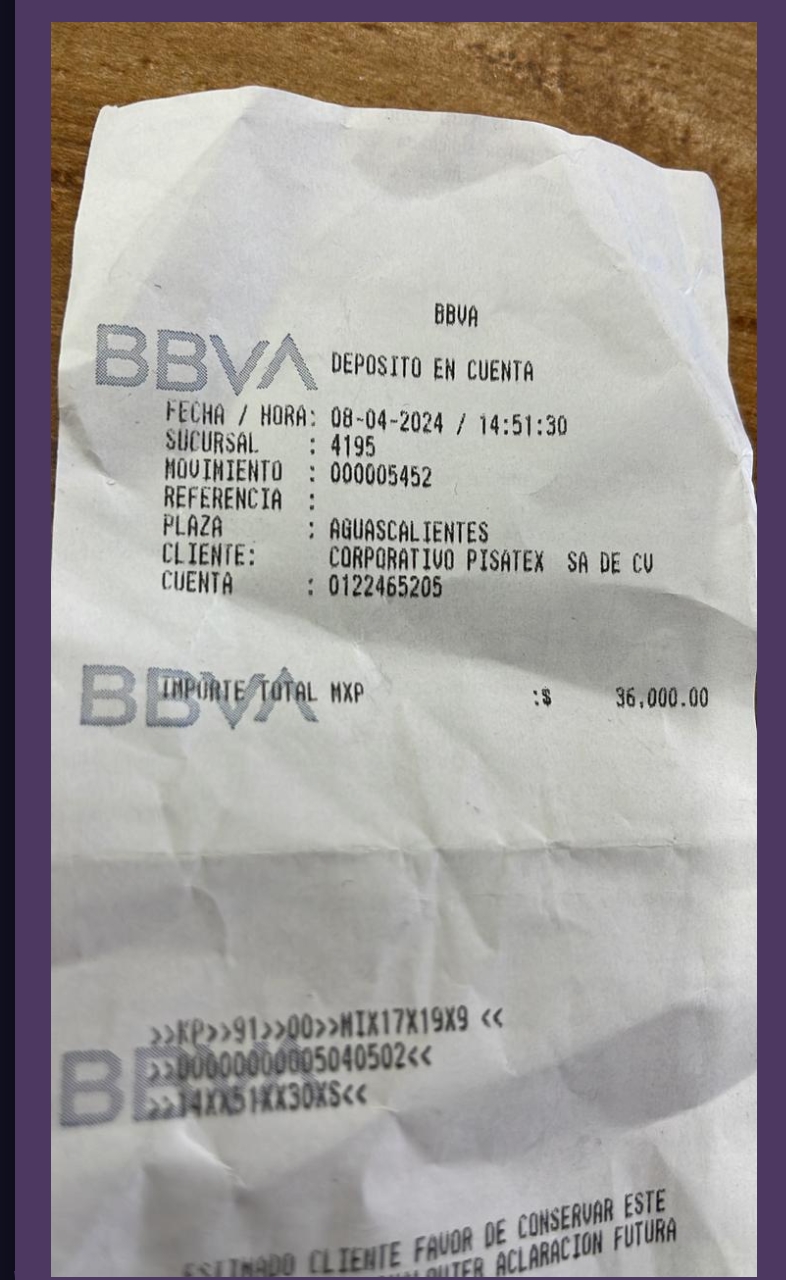 BBVA
BBVA DEPOSITO EN CUENTA
FECHA / HORA: 08-04-2024 / 14:51:30
SUCURSAL : 4195
MOVIMIENTO : 000005452
REFERENCIA :
PLAZA : AGUASCALIENTES
CLIENTE: CORPORATIVO PISATEX SA DE CV
CUENTA : 0122465205
BBVA
IMPORTE TOTAL MXP :$ 36,000.00
>>KP>>91>>00>>MIX17X19X9 <<
BBVA
>>00000000005040502<<
>>14XX51XX30XS<<
ESTIMADO CLIENTE FAVOR DE CONSERVAR ESTE
ACLARACION FUTURA